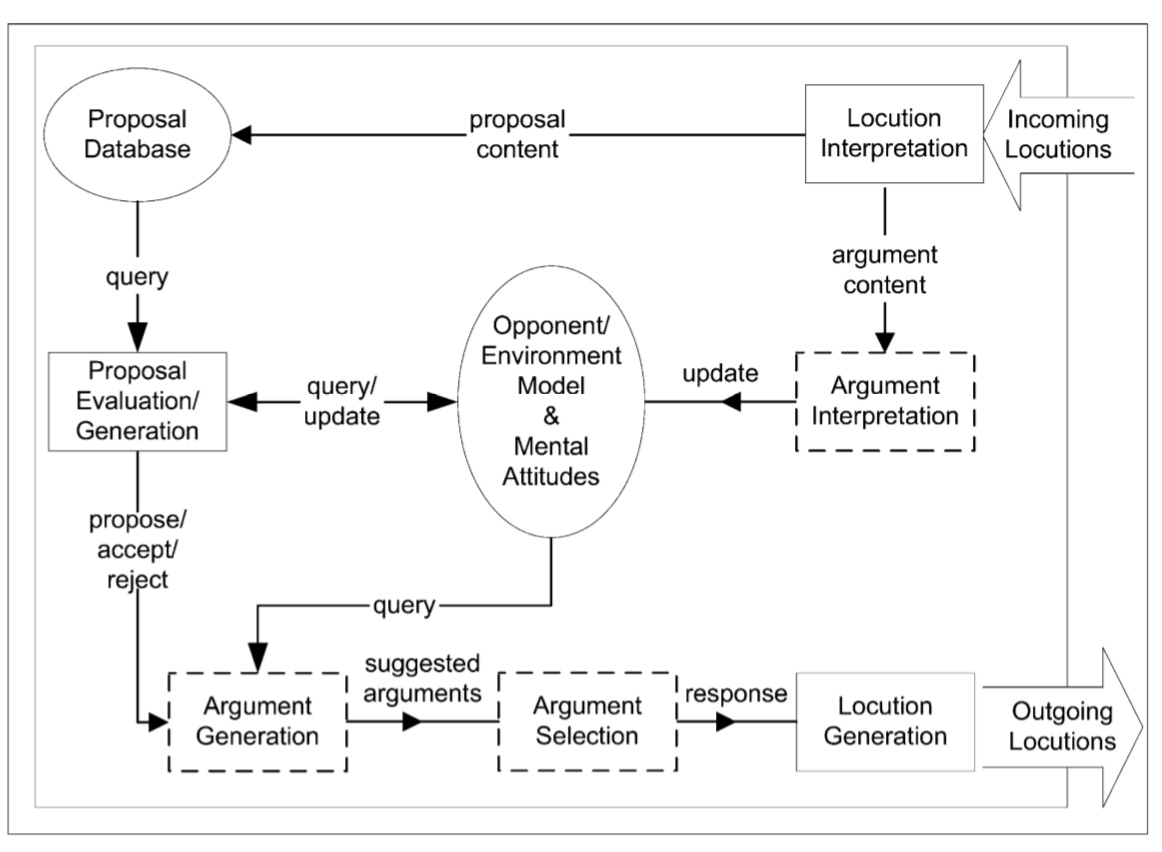 Proposal
Database
proposal
content
Locution
Interpretation
Incoming
Locutions
query
argument
content
Proposal
Evaluation/
Generation
query/
update
Opponent/
Environment
Model
&
Mental
Attitudes
update
Argument
Interpretation
propose/
accept/
reject
query
Argument
Generation
suggested
arguments
Argument
Selection
response
Locution
Generation
Outgoing
Locutions